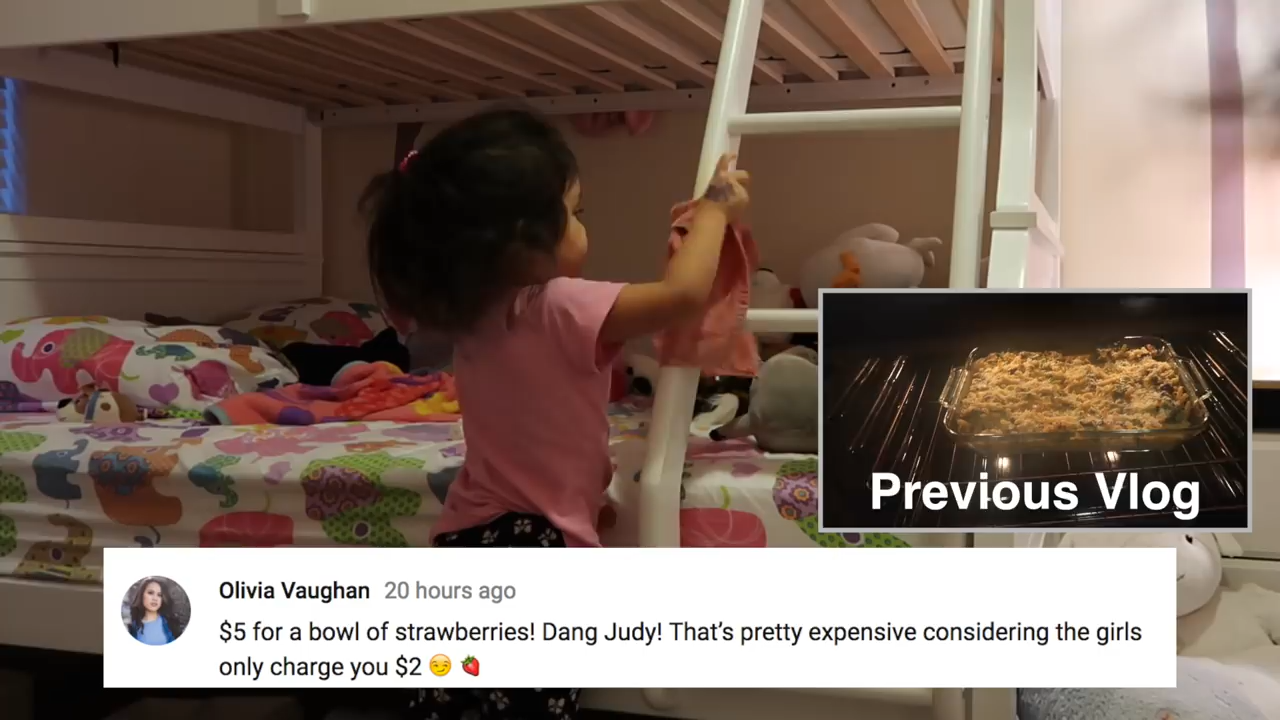 Previous Vlog
Olivia Vaughan 20 hours ago
$5 for a bowl of strawberries! Dang Judy! That’s pretty expensive considering the girls
only charge you $2 😏 🍓